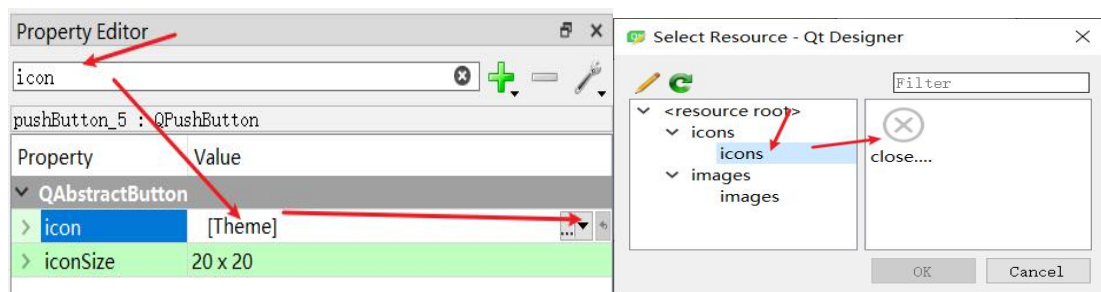 Property Editor
icon
pushButton_5 : QPushButton
Property Value
QAbstractButton
icon [Theme] ...
iconSize 20 x 20
Select Resource - Qt Designer
Filter
<resource root>
icons
icons
images
images
close....
OK Cancel